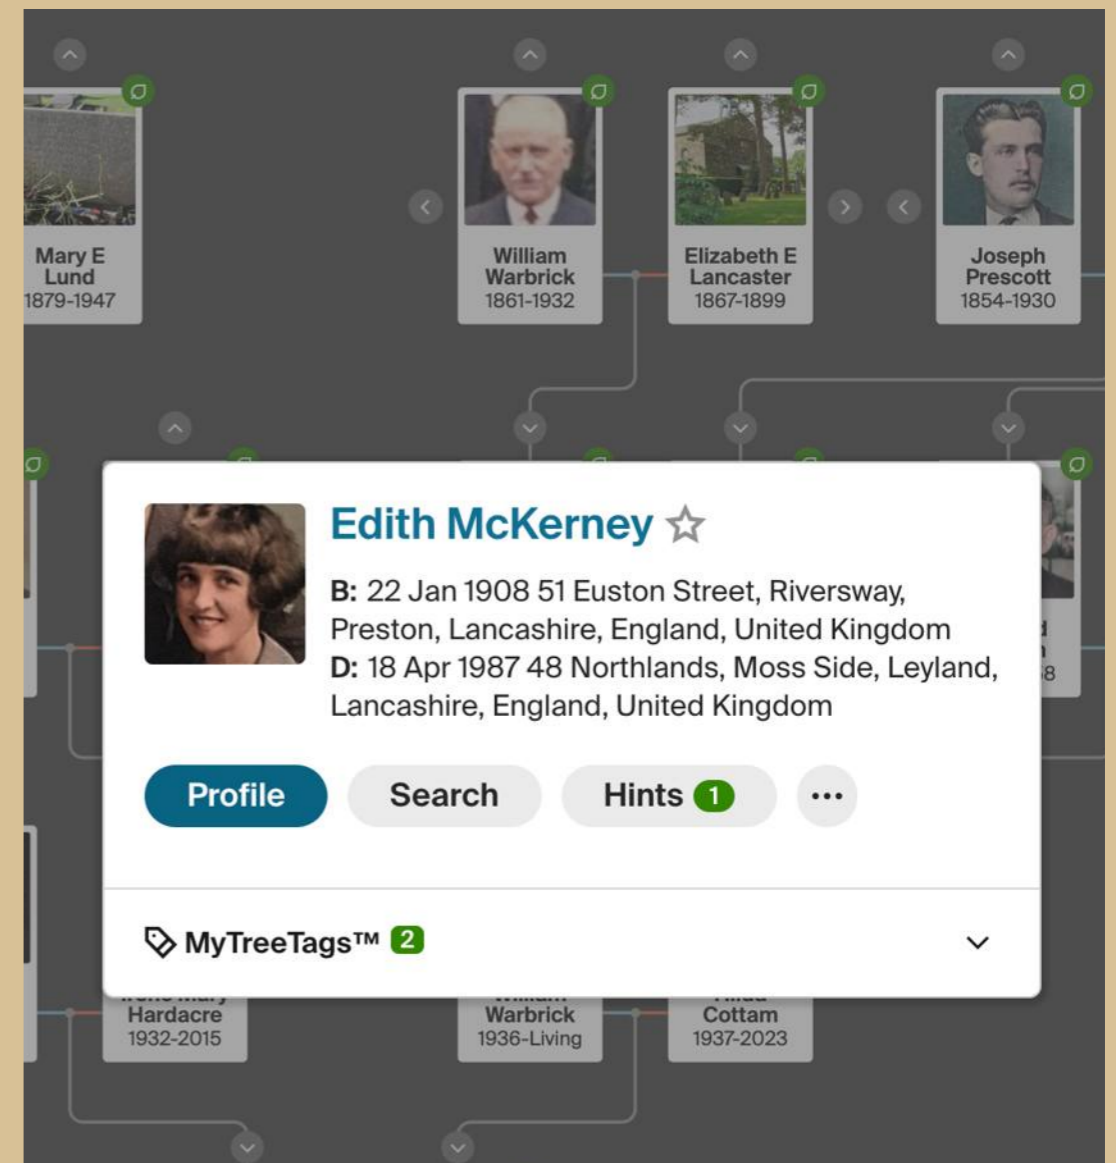 Mary E
Lund
1879-1947
William
Warbrick
1861-1932
Elizabeth E
Lancaster
1867-1899
Joseph
Prescott
1854-1930
Edith McKerney
B: 22 Jan 1908 51 Euston Street, Riversway,
Preston, Lancashire, England, United Kingdom
D: 18 Apr 1987 48 Northlands, Moss Side, Leyland,
Lancashire, England, United Kingdom
8
Profile
Search
Hints 1
MyTreeTags™ 2
Hardacre
1932-2015
William
Warbrick
1936-Living
Hilda
Cottam
1937-2023